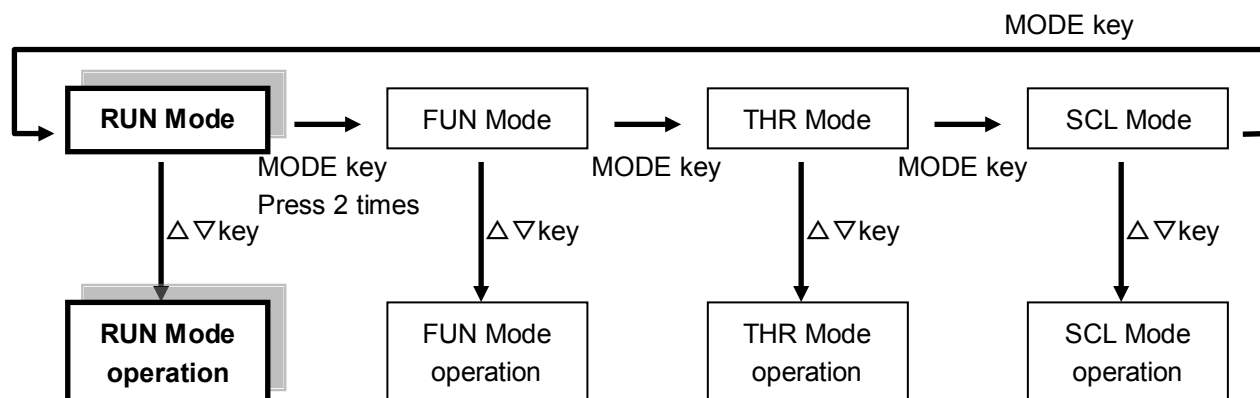 MODE key
RUN Mode
FUN Mode
THR Mode
SCL Mode
MODE key
Press 2 times
MODE key
MODE key
△▽key
△▽key
△▽key
△▽key
RUN Mode
operation
FUN Mode
operation
THR Mode
operation
SCL Mode
operation